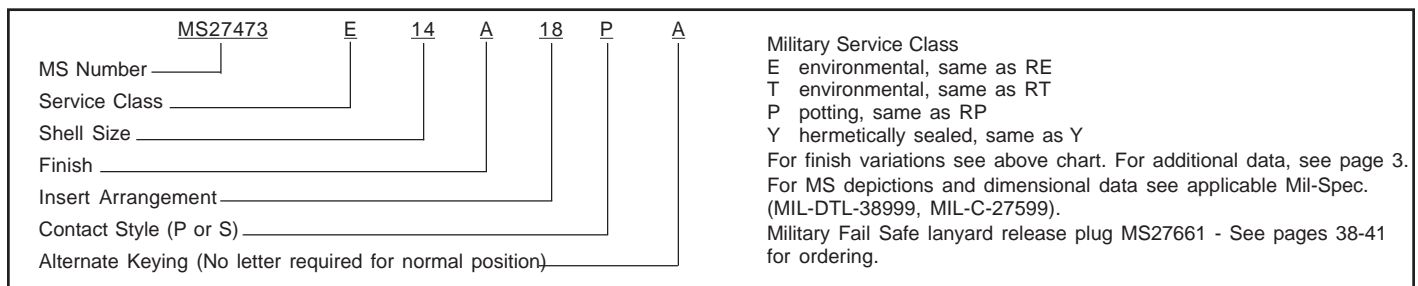 MS27473 E 14 A 18 P A
MS Number
Service Class
Shell Size
Finish
Insert Arrangement
Contact Style (P or S)
Alternate Keying (No letter required for normal position)
Military Service Class
E environmental, same as RE
T environmental, same as RT
P potting, same as RP
Y hermetically sealed, same as Y
For finish variations see above chart. For additional data, see page 3.
For MS depictions and dimensional data see applicable Mil-Spec.
(MIL-DTL-38999, MIL-C-27599).
Military Fail Safe lanyard release plug MS27661 - See pages 38-41
for ordering.